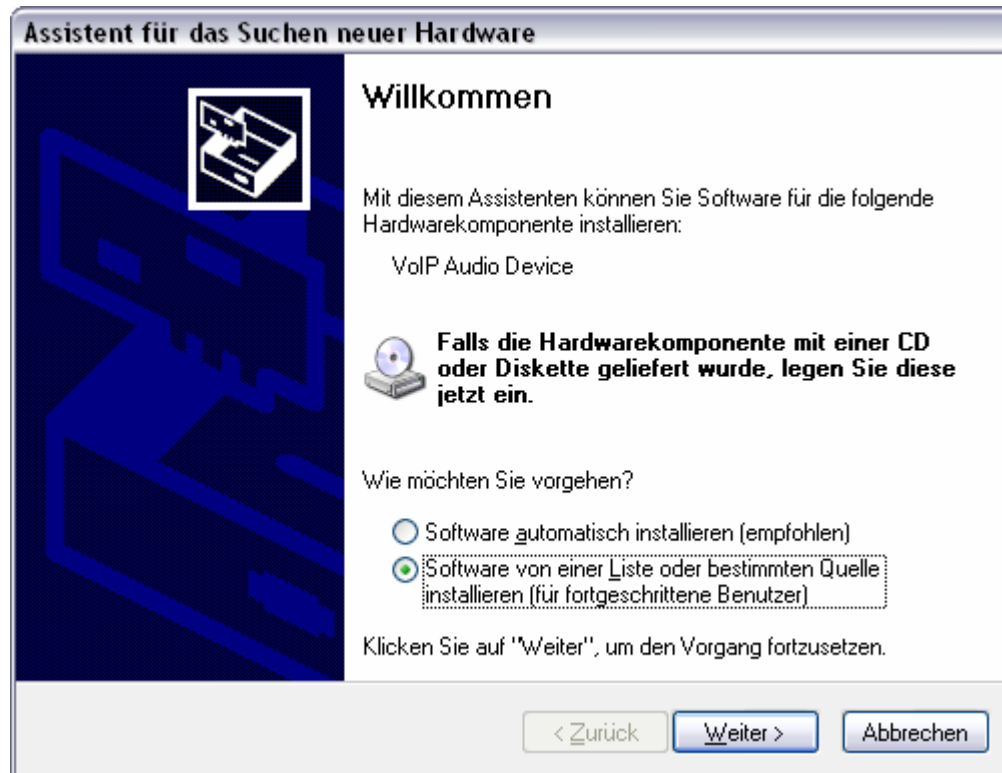 Assistent für das Suchen neuer Hardware
Willkommen
Mit diesem Assistenten können Sie Software für die folgende
Hardwarekomponente installieren:
VoIP Audio Device
Falls die Hardwarekomponente mit einer CD
oder Diskette geliefert wurde, legen Sie diese
jetzt ein.
Wie möchten Sie vorgehen?
Software automatisch installieren (empfohlen)
Software von einer Liste oder bestimmten Quelle
installieren (für fortgeschrittene Benutzer)
Klicken Sie auf "Weiter", um den Vorgang fortzusetzen.
< Zurück Weiter > Abbrechen